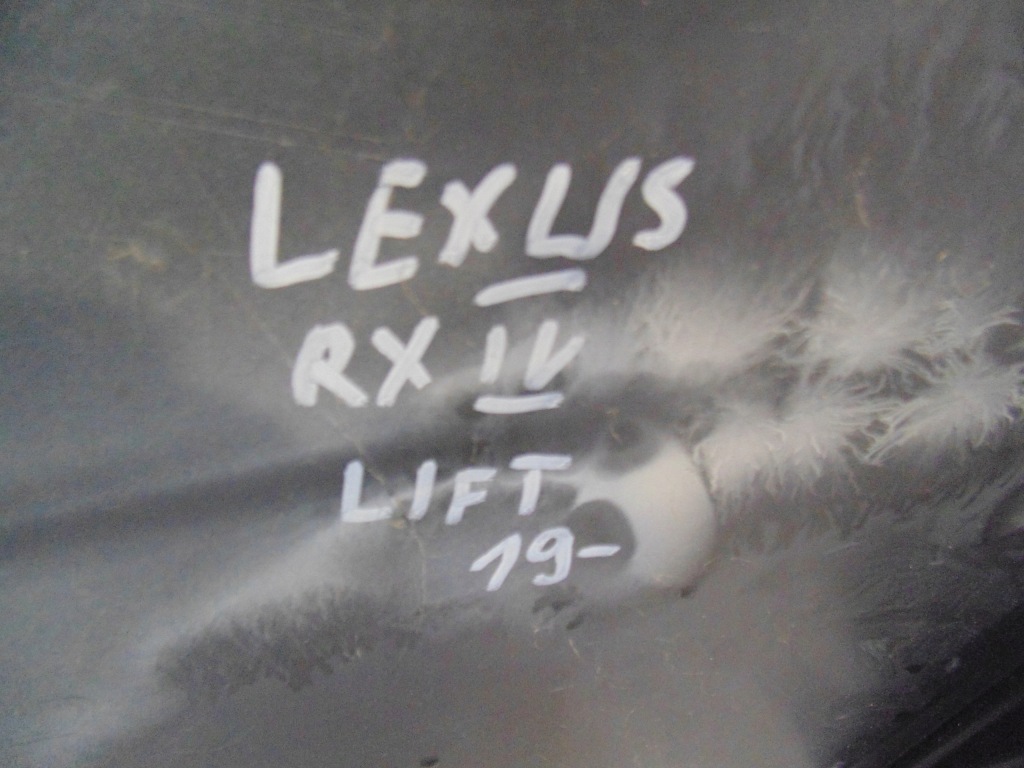 LEXUS
RX IV
LIFT
19-